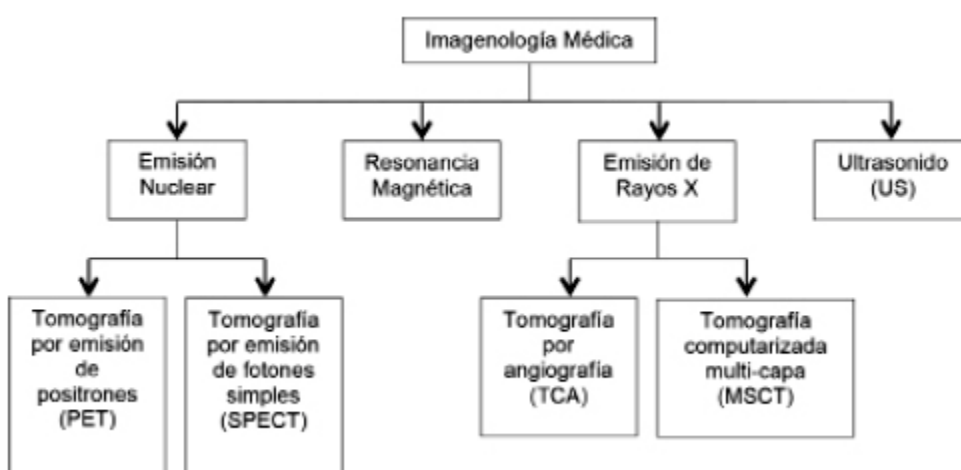 Imagenología Médica
Emisión
Nuclear
Resonancia
Magnética
Emisión de
Rayos X
Ultrasonido
(US)
Tomografía
por emisión
de
positrones
(PET)
Tomografía
por emisión
de fotones
simples
(SPECT)
Tomografía
por
angiografía
(TCA)
Tomografía
computarizada
multi-capa
(MSCT)